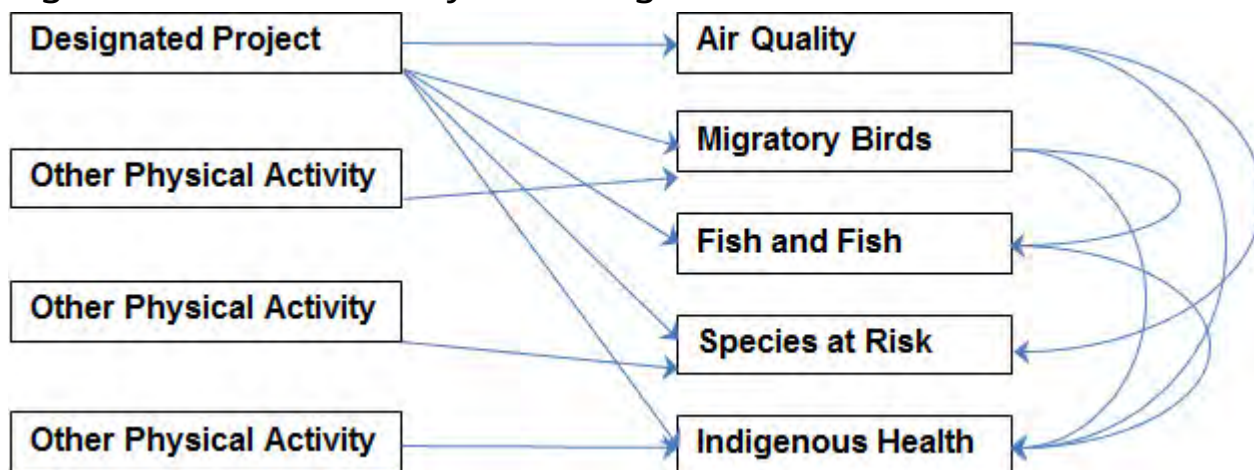 Designated Project
Air Quality
Migratory Birds
Other Physical Activity
Fish and Fish
Other Physical Activity
Species at Risk
Other Physical Activity
Indigenous Health